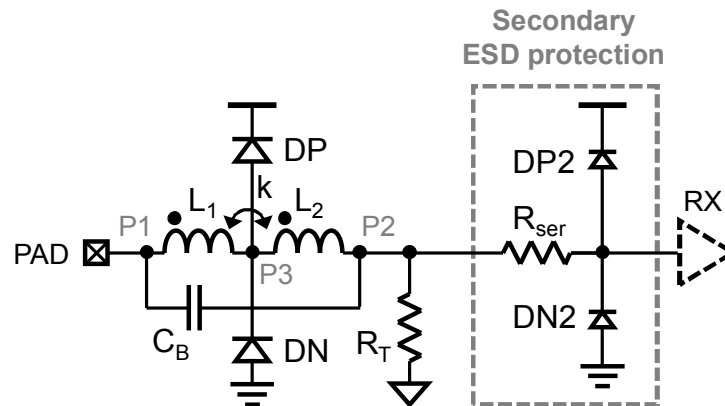 Secondary
ESD protection
DP
DP2
k
L1
L2
RX
P1
P2
Rser
PAD
P3
CB
DN
RT
DN2